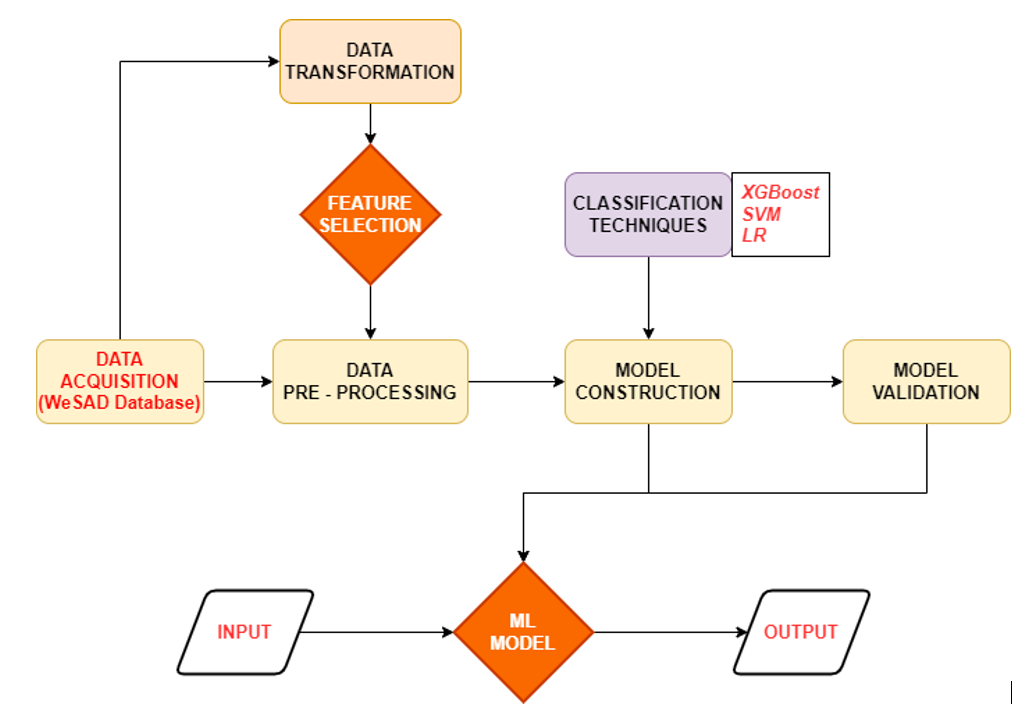 DATA
TRANSFORMATION
FEATURE
SELECTION
CLASSIFICATION
TECHNIQUES
XGBoost
SVM
LR
DATA
ACQUISITION
(WeSAD Database)
DATA
PRE - PROCESSING
MODEL
CONSTRUCTION
MODEL
VALIDATION
INPUT
ML
MODEL
OUTPUT